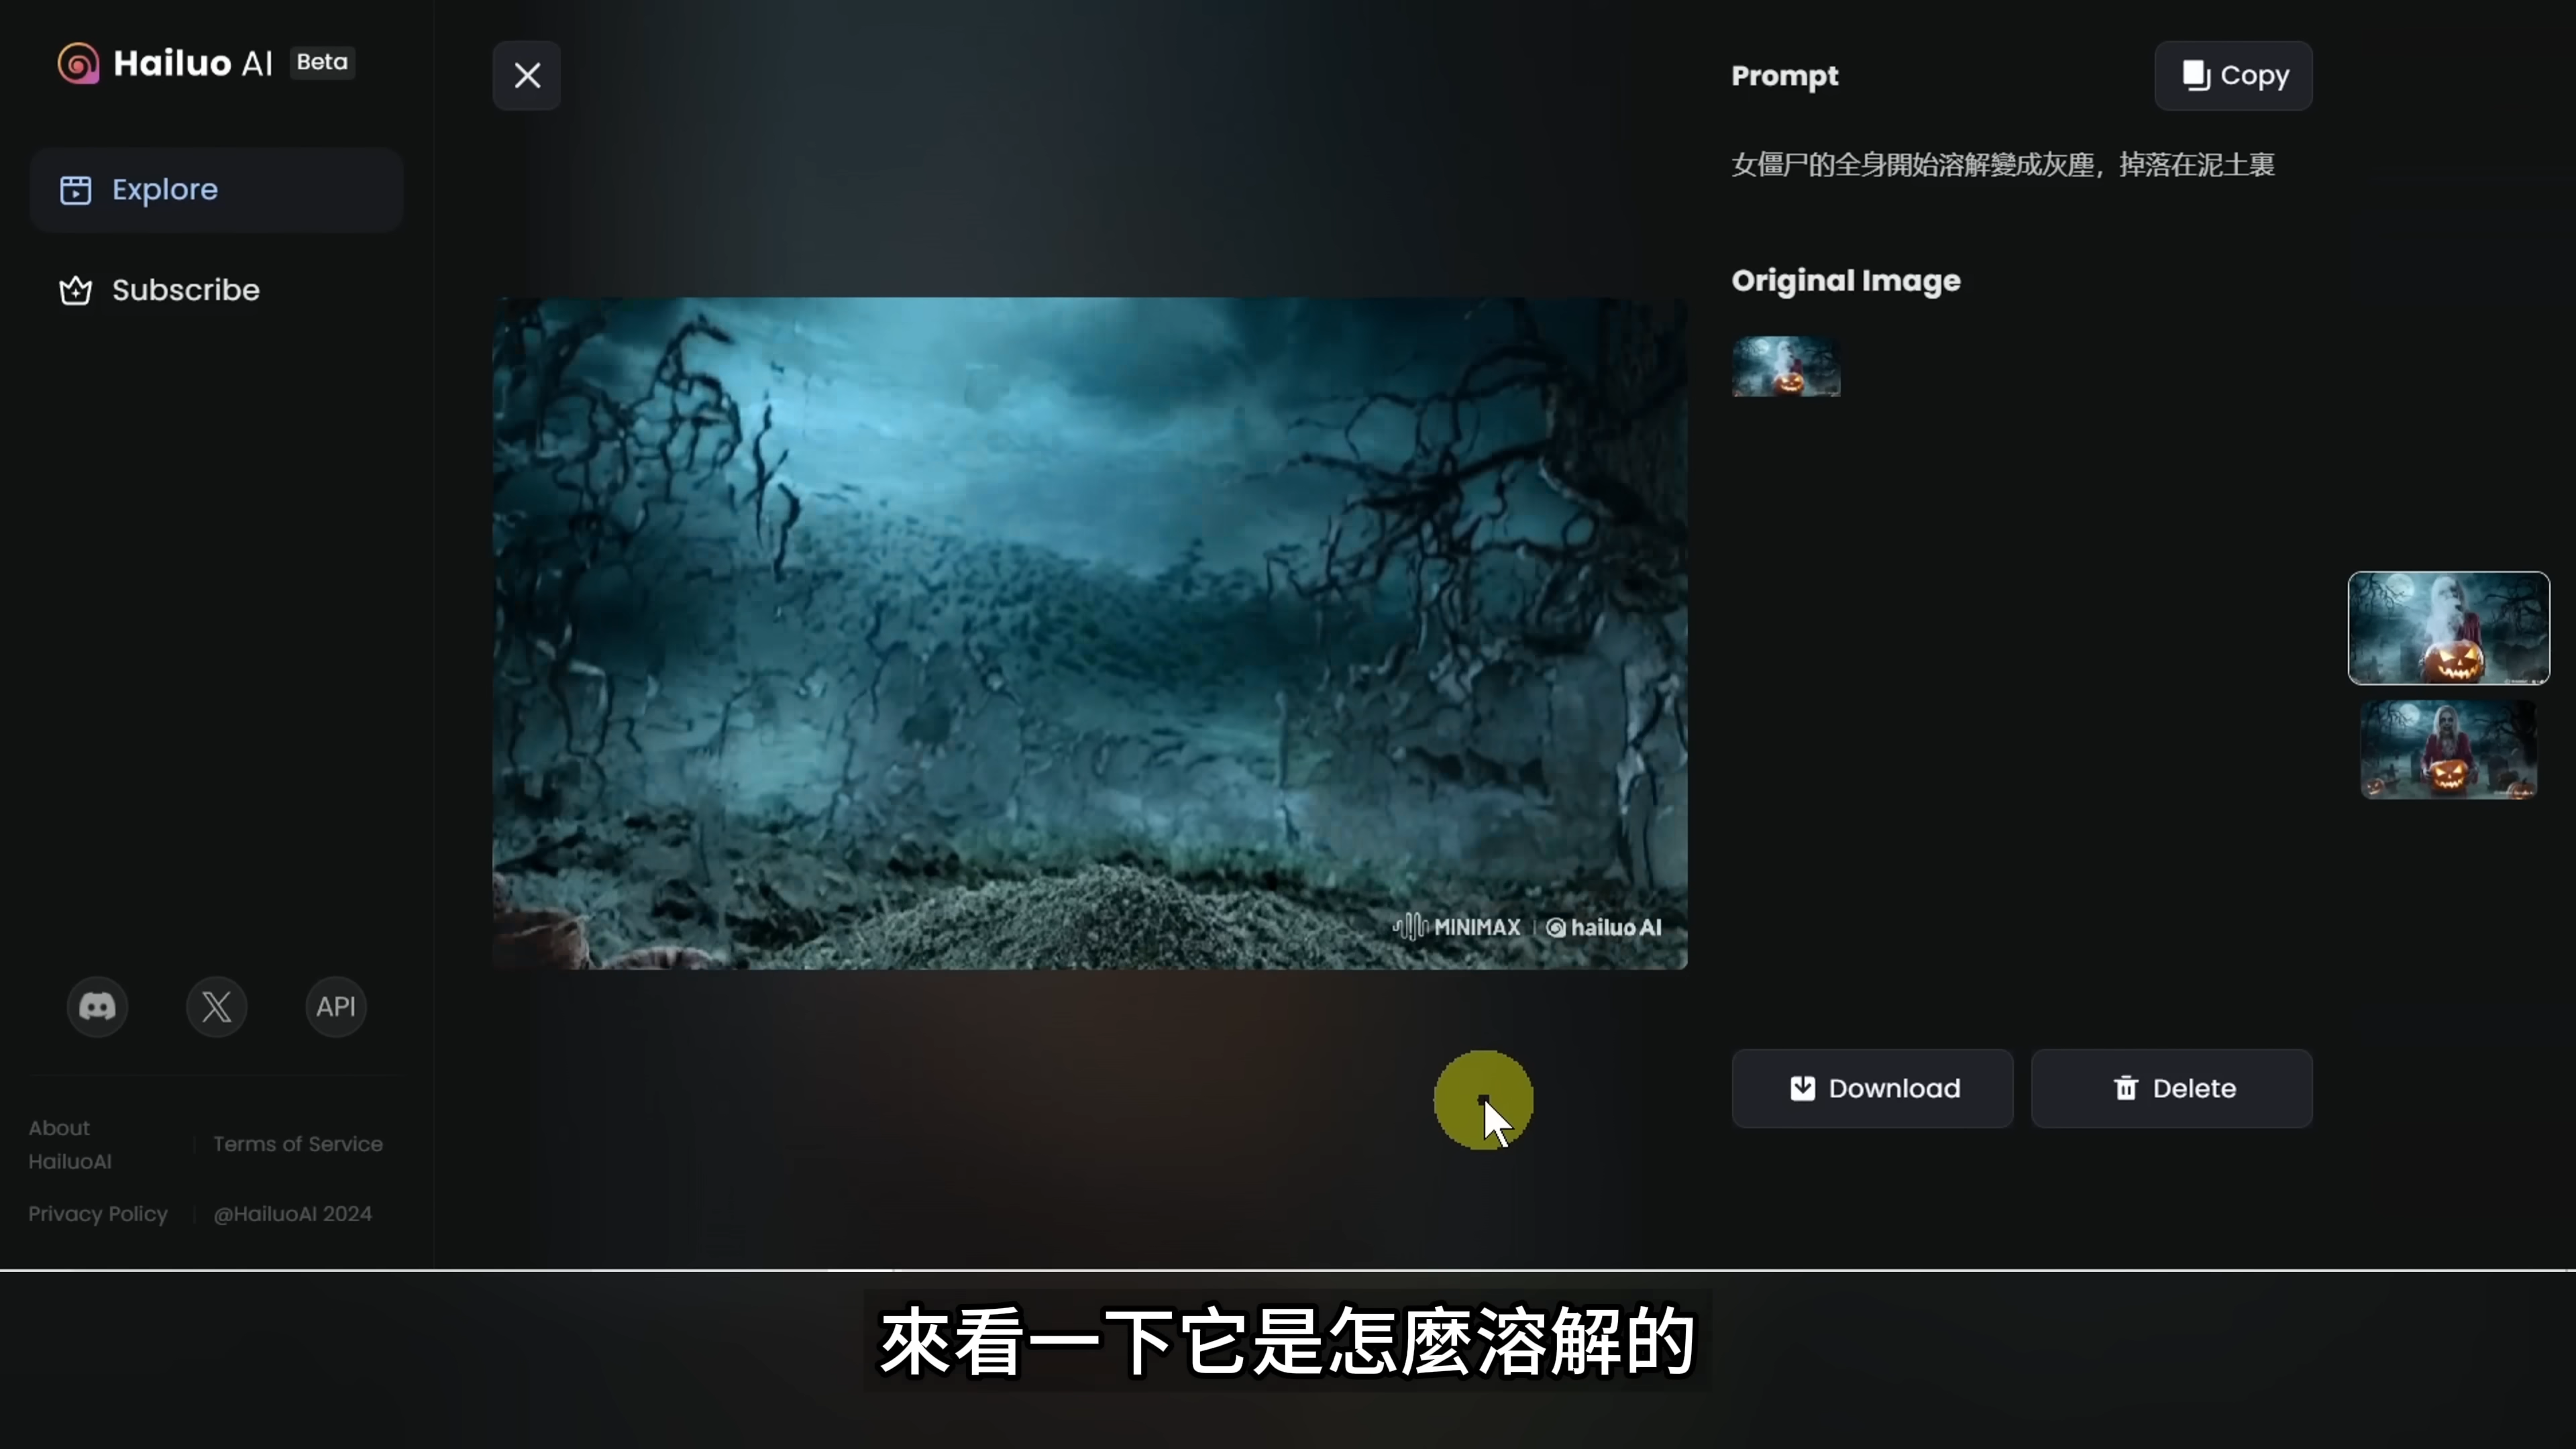 Hailuo AI Beta
Explore
Subscribe
API
About HailuoAI
Terms of Service
Privacy Policy
@HailuoAI 2024
Prompt
Copy
女僵尸的全身開始溶解變成灰塵，掉落在泥土裏
Original Image
MINIMAX | hailuo AI
Download
Delete
來看一下它是怎麼溶解的